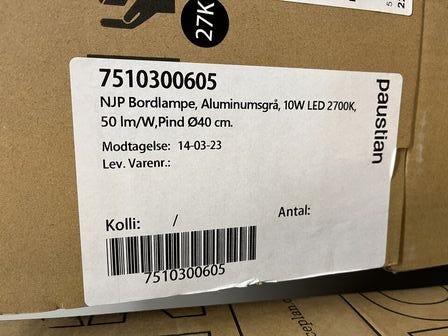 27K
7510300605
NJP Bordlampe, Aluminumsgrå, 10W LED 2700K,
50 lm/W,Pind Ø40 cm.
Modtagelse: 14-03-23
Lev. Varenr.:
paustian
Kolli: /
Antal:
7510300605